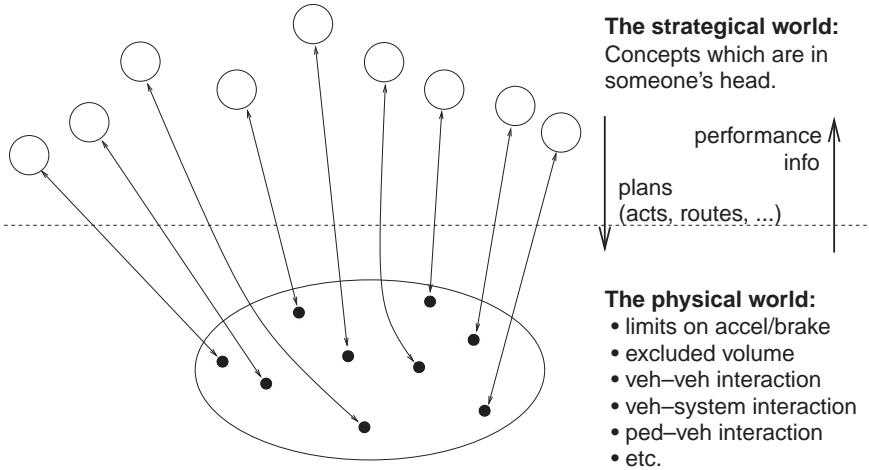 The strategical world:
Concepts which are in
someone's head.
performance
info
plans
(acts, routes, ...)
The physical world:
• limits on accel/brake
• excluded volume
• veh–veh interaction
• veh–system interaction
• ped–veh interaction
• etc.